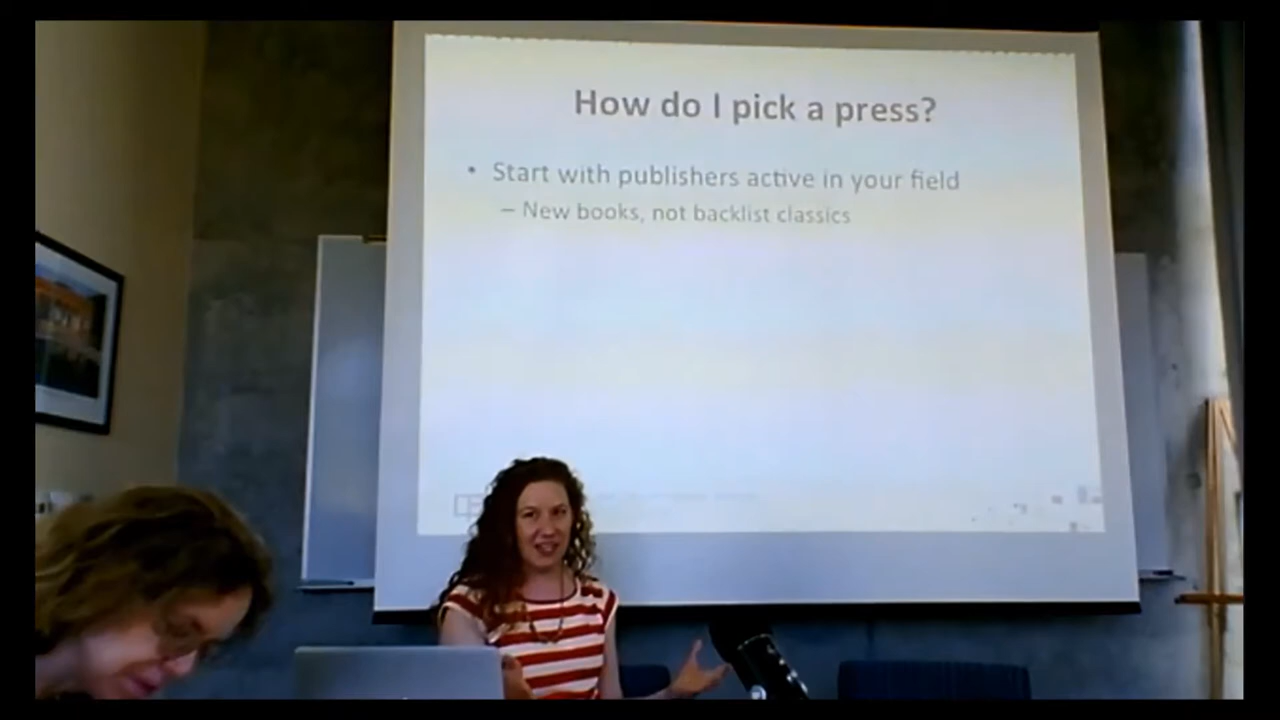 How do I pick a press?
• Start with publishers active in your field
– New books, not backlist classics